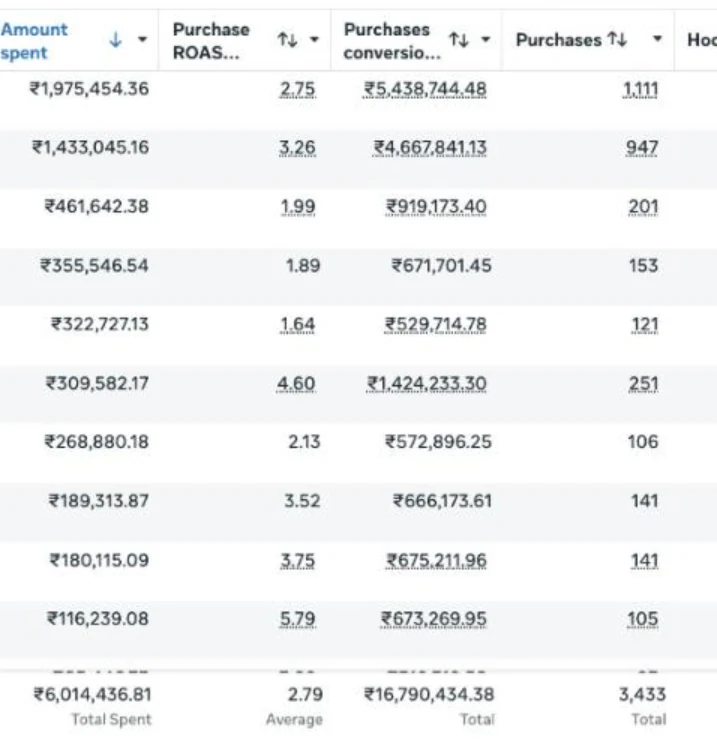 Amount spent Purchase ROAS... Purchases conversio... Purchases Hoo
₹1,975,454.36 2.75 ₹5,438,744.48 1,111
₹1,433,045.16 3.26 ₹4,667,841.13 947
₹461,642.38 1.99 ₹919,173.40 201
₹355,546.54 1.89 ₹671,701.45 153
₹322,727.13 1.64 ₹529,714.78 121
₹309,582.17 4.60 ₹1,424,233.30 251
₹268,880.18 2.13 ₹572,896.25 106
₹189,313.87 3.52 ₹666,173.61 141
₹180,115.09 3.75 ₹675,211.96 141
₹116,239.08 5.79 ₹673,269.95 105
₹6,014,436.81 2.79 ₹16,790,434.38 3,433
Total Spent Average Total Total